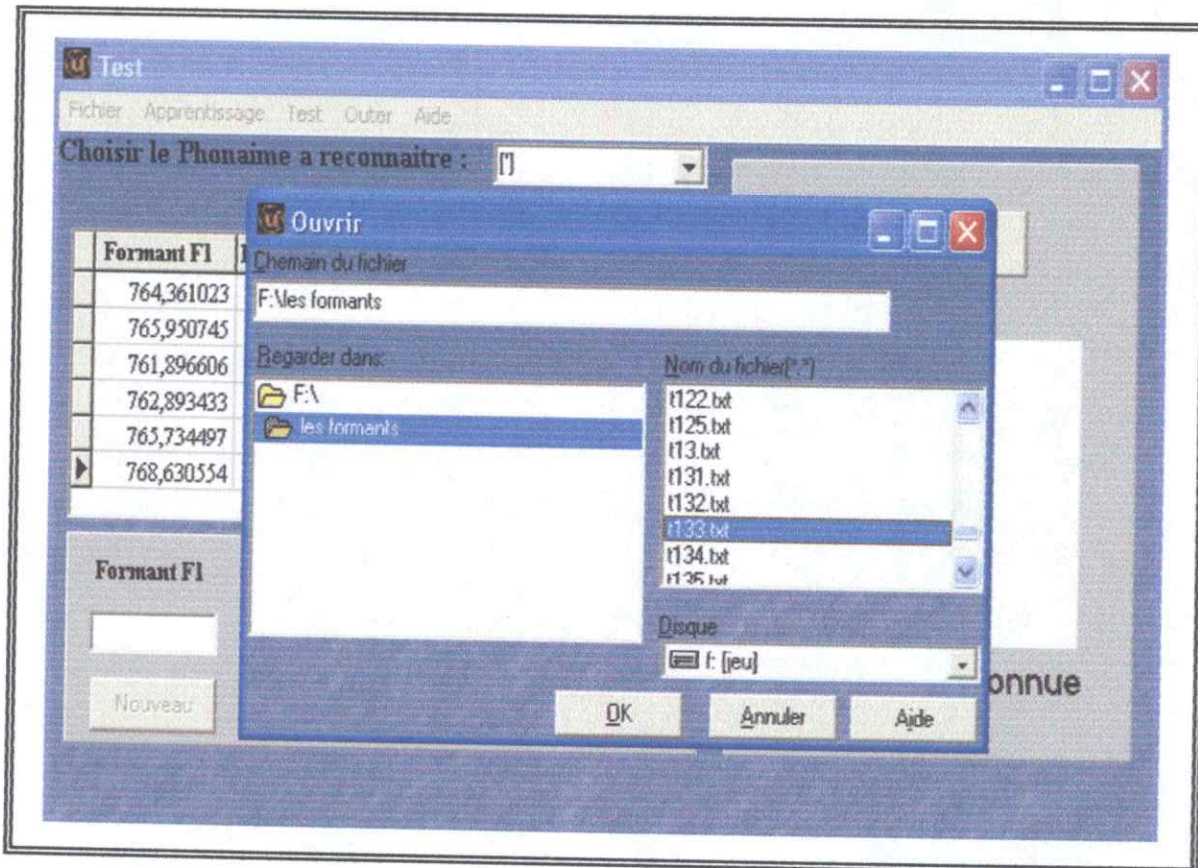 Test
Fichier Apprentissage Test Outer Aide
Choisir le Phonaime a reconnaitre : [']
Formant F1
764,361023
765,950745
761,896606
762,893433
765,734497
768,630554
Formant F1
Nouveau
Ouvrir
Chemain du fichier
F:\les formants
Regarder dans:
F:\
les formants
Nom du fichier(*.*)
t122.txt
t125.txt
t13.txt
t131.txt
t132.txt
t133.txt
t134.txt
t135.txt
Disque
f: [jeu]
OK Annuler Aide
onnue